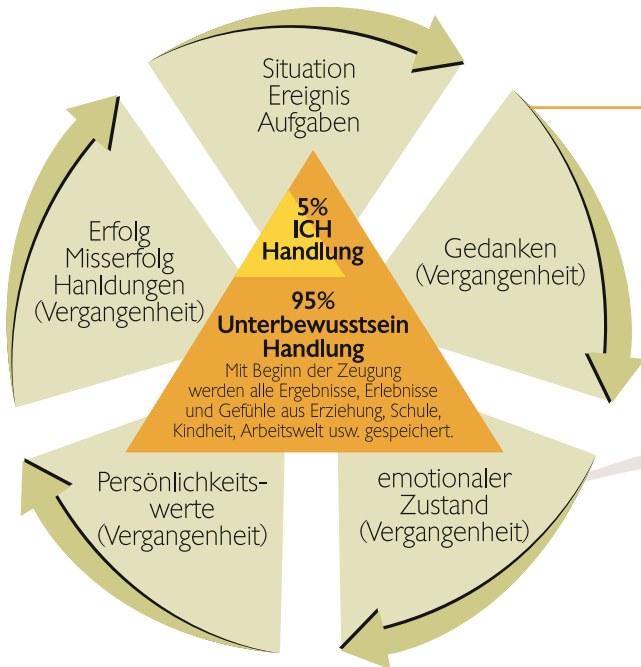 Situation
Ereignis
Aufgaben
5%
ICH
Handlung
Erfolg
Misserfolg
Hanldungen
(Vergangenheit)
Gedanken
(Vergangenheit)
95%
Unterbewusstsein
Handlung
Mit Beginn der Zeugung
werden alle Ergebnisse, Erlebnisse
und Gefühle aus Erziehung, Schule,
Kindheit, Arbeitswelt usw. gespeichert.
Persönlichkeits-
werte
(Vergangenheit)
emotionaler
Zustand
(Vergangenheit)